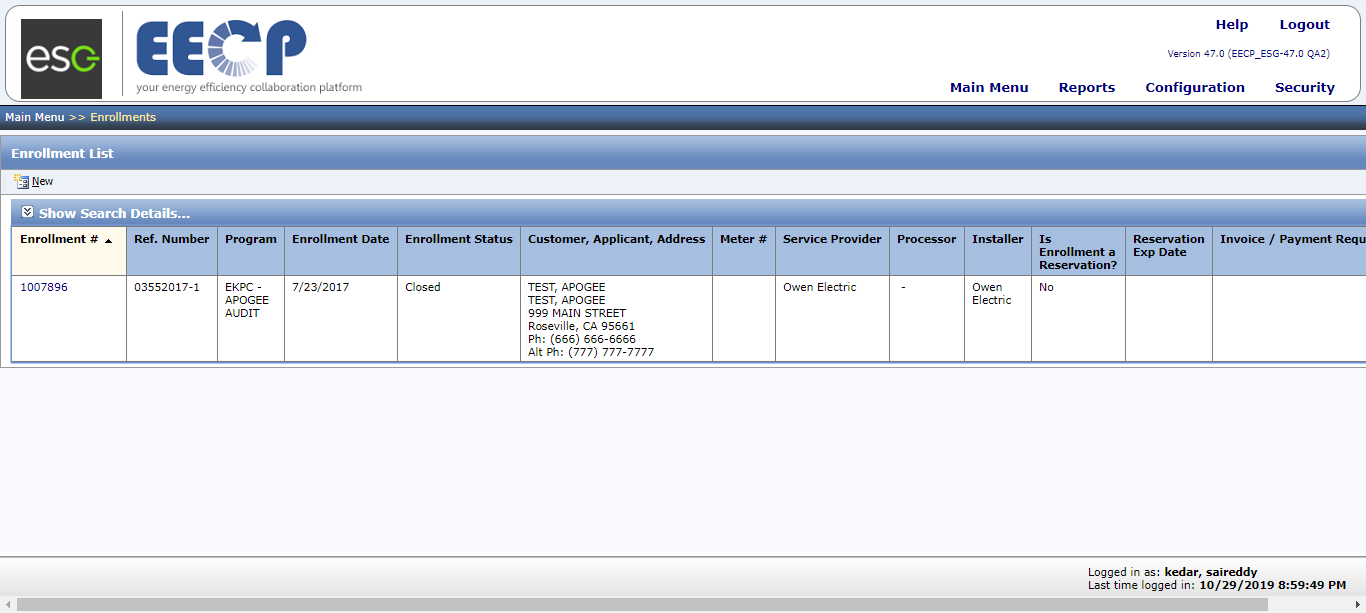 esg
EECP
your energy efficiency collaboration platform
Help Logout
Version 47.0 (EECP_ESG-47.0 QA2)
Main Menu Reports Configuration Security
Main Menu >> Enrollments
Enrollment List
New
Show Search Details...
Enrollment # Ref. Number Program Enrollment Date Enrollment Status Customer, Applicant, Address Meter # Service Provider Processor Installer Is Reservation Invoice / Payment Requ
Enrollment a Exp Date
Reservation?
1007896 03552017-1 EKPC - 7/23/2017 Closed TEST, APOGEE Owen Electric - Owen No
APOGEE TEST, APOGEE Electric
AUDIT 999 MAIN STREET
Roseville, CA 95661
Ph: (666) 666-6666
Alt Ph: (777) 777-7777
Logged in as: kedar, saireddy
Last time logged in: 10/29/2019 8:59:49 PM